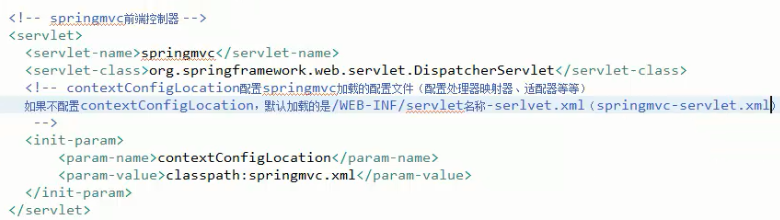 <!-- springmvc前端控制器 -->
<servlet>
<servlet-name>springmvc</servlet-name>
<servlet-class>org.springframework.web.servlet.DispatcherServlet</servlet-class>
<!-- contextConfigLocation配置springmvc加载的配置文件（配置处理器映射器、适配器等等）
如果不配置contextConfigLocation，默认加载的是/WEB-INF/servlet名称-serlvet.xml（springmvc-servlet.xml）
-->
<init-param>
<param-name>contextConfigLocation</param-name>
<param-value>classpath:springmvc.xml</param-value>
</init-param>
</servlet>